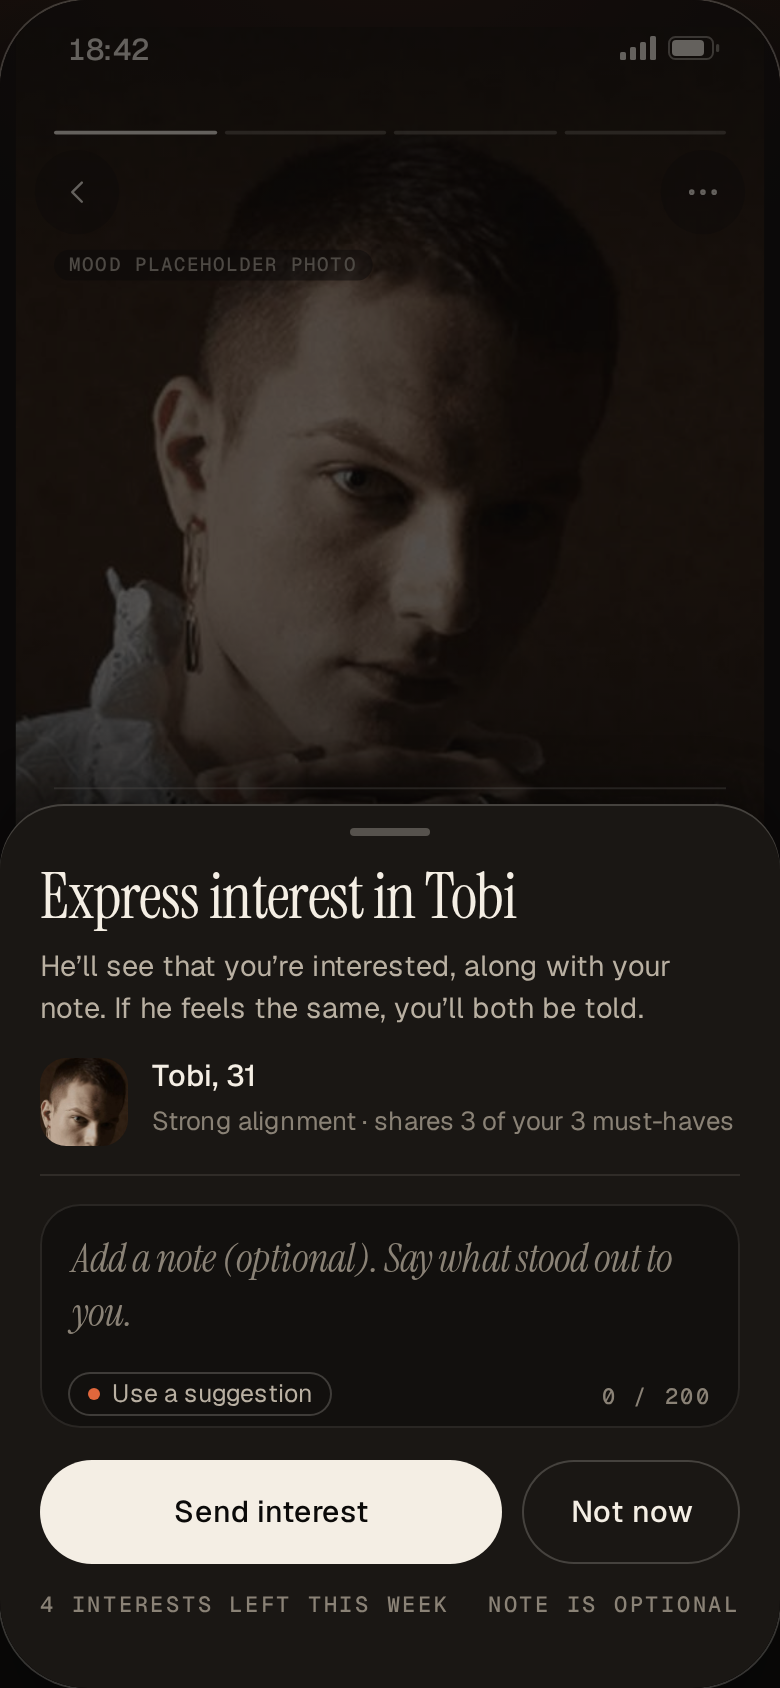 18:42
MOOD PLACEHOLDER PHOTO
Express interest in Tobi
He’ll see that you’re interested, along with your
note. If he feels the same, you’ll both be told.
Tobi, 31
Strong alignment · shares 3 of your 3 must-haves
Add a note (optional). Say what stood out to
you.
Use a suggestion
0 / 200
Send interest
Not now
4 INTERESTS LEFT THIS WEEK
NOTE IS OPTIONAL